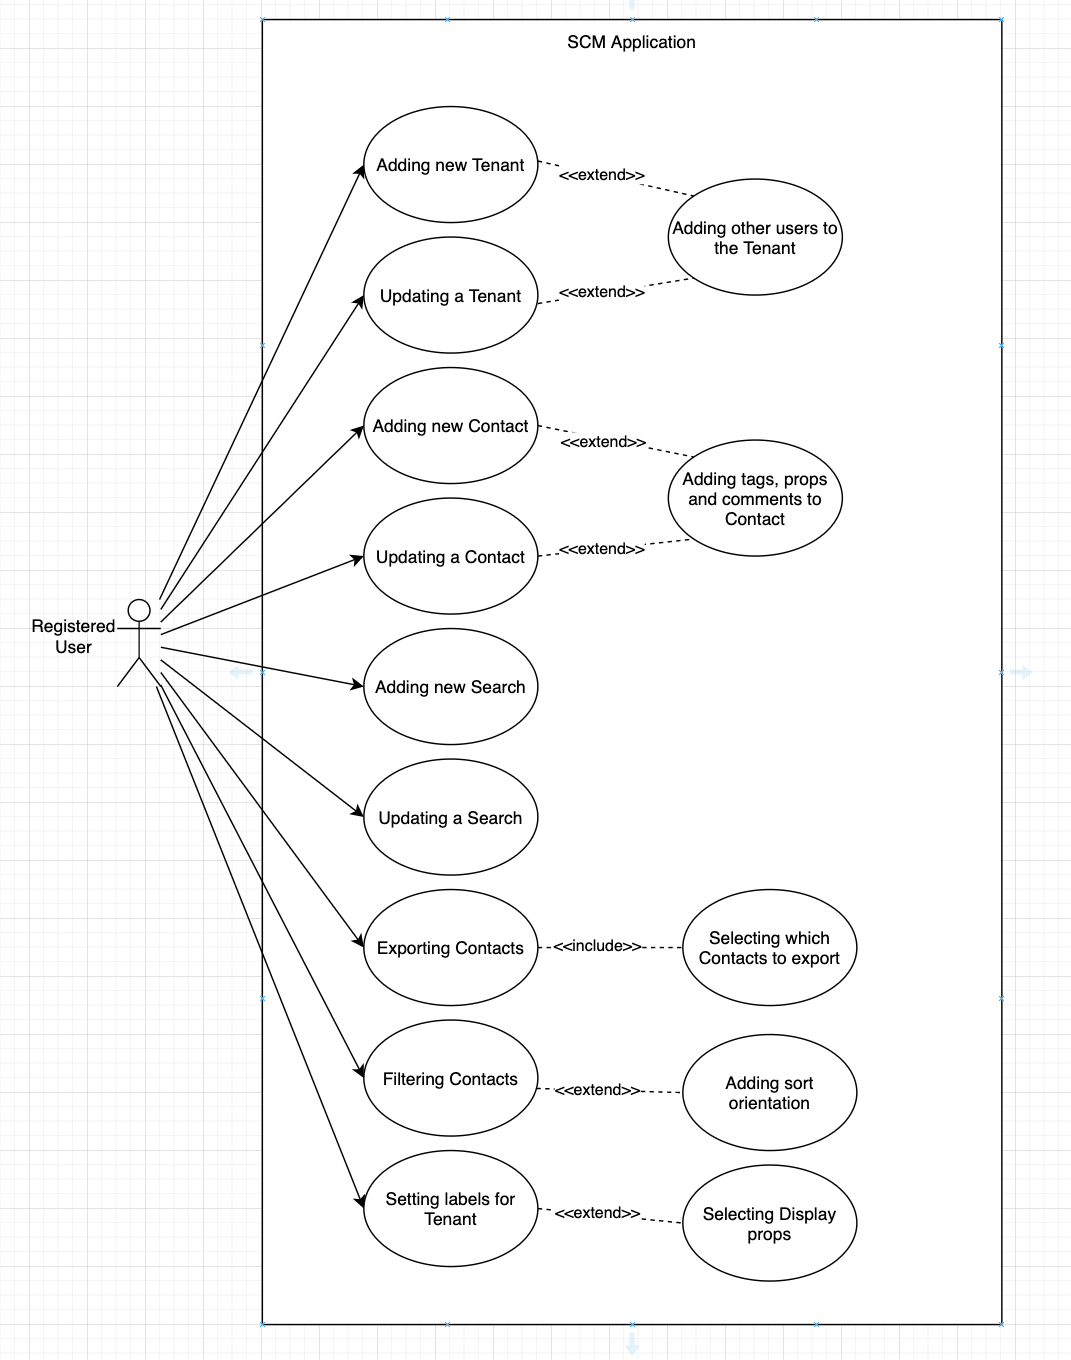 SCM Application
Adding new Tenant
<<extend>>
Adding other users to
the Tenant
Updating a Tenant
<<extend>>
Adding new Contact
<<extend>>
Adding tags, props
and comments to
Contact
Updating a Contact
<<extend>>
Registered
User
Adding new Search
Updating a Search
Exporting Contacts
<<include>>
Selecting which
Contacts to export
Filtering Contacts
<<extend>>
Adding sort
orientation
Setting labels for
Tenant
<<extend>>
Selecting Display
props